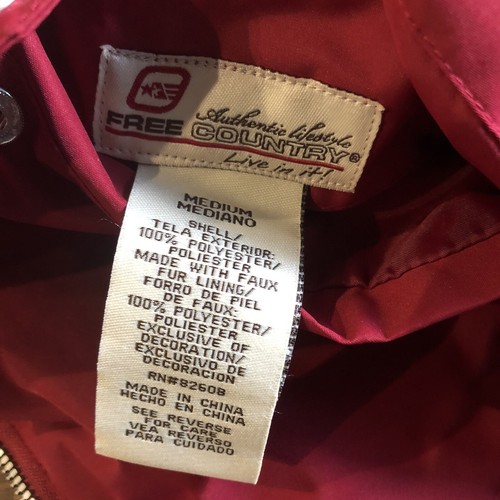 Authentic lifestyle
FREE COUNTRY®
Live in it!
MEDIUM
MEDIANO
SHELL/
TELA EXTERIOR:
100% POLYESTER/
POLIESTER
MADE WITH FAUX
FUR LINING/
FORRO DE PIEL
DE FAUX:
100% POLYESTER/
POLIESTER
EXCLUSIVE OF
DECORATION/
EXCLUSIVO DE
DECORACION
RN#82608
MADE IN CHINA
HECHO EN CHINA
SEE REVERSE
FOR CARE
VEA REVERSO
PARA CUIDADO